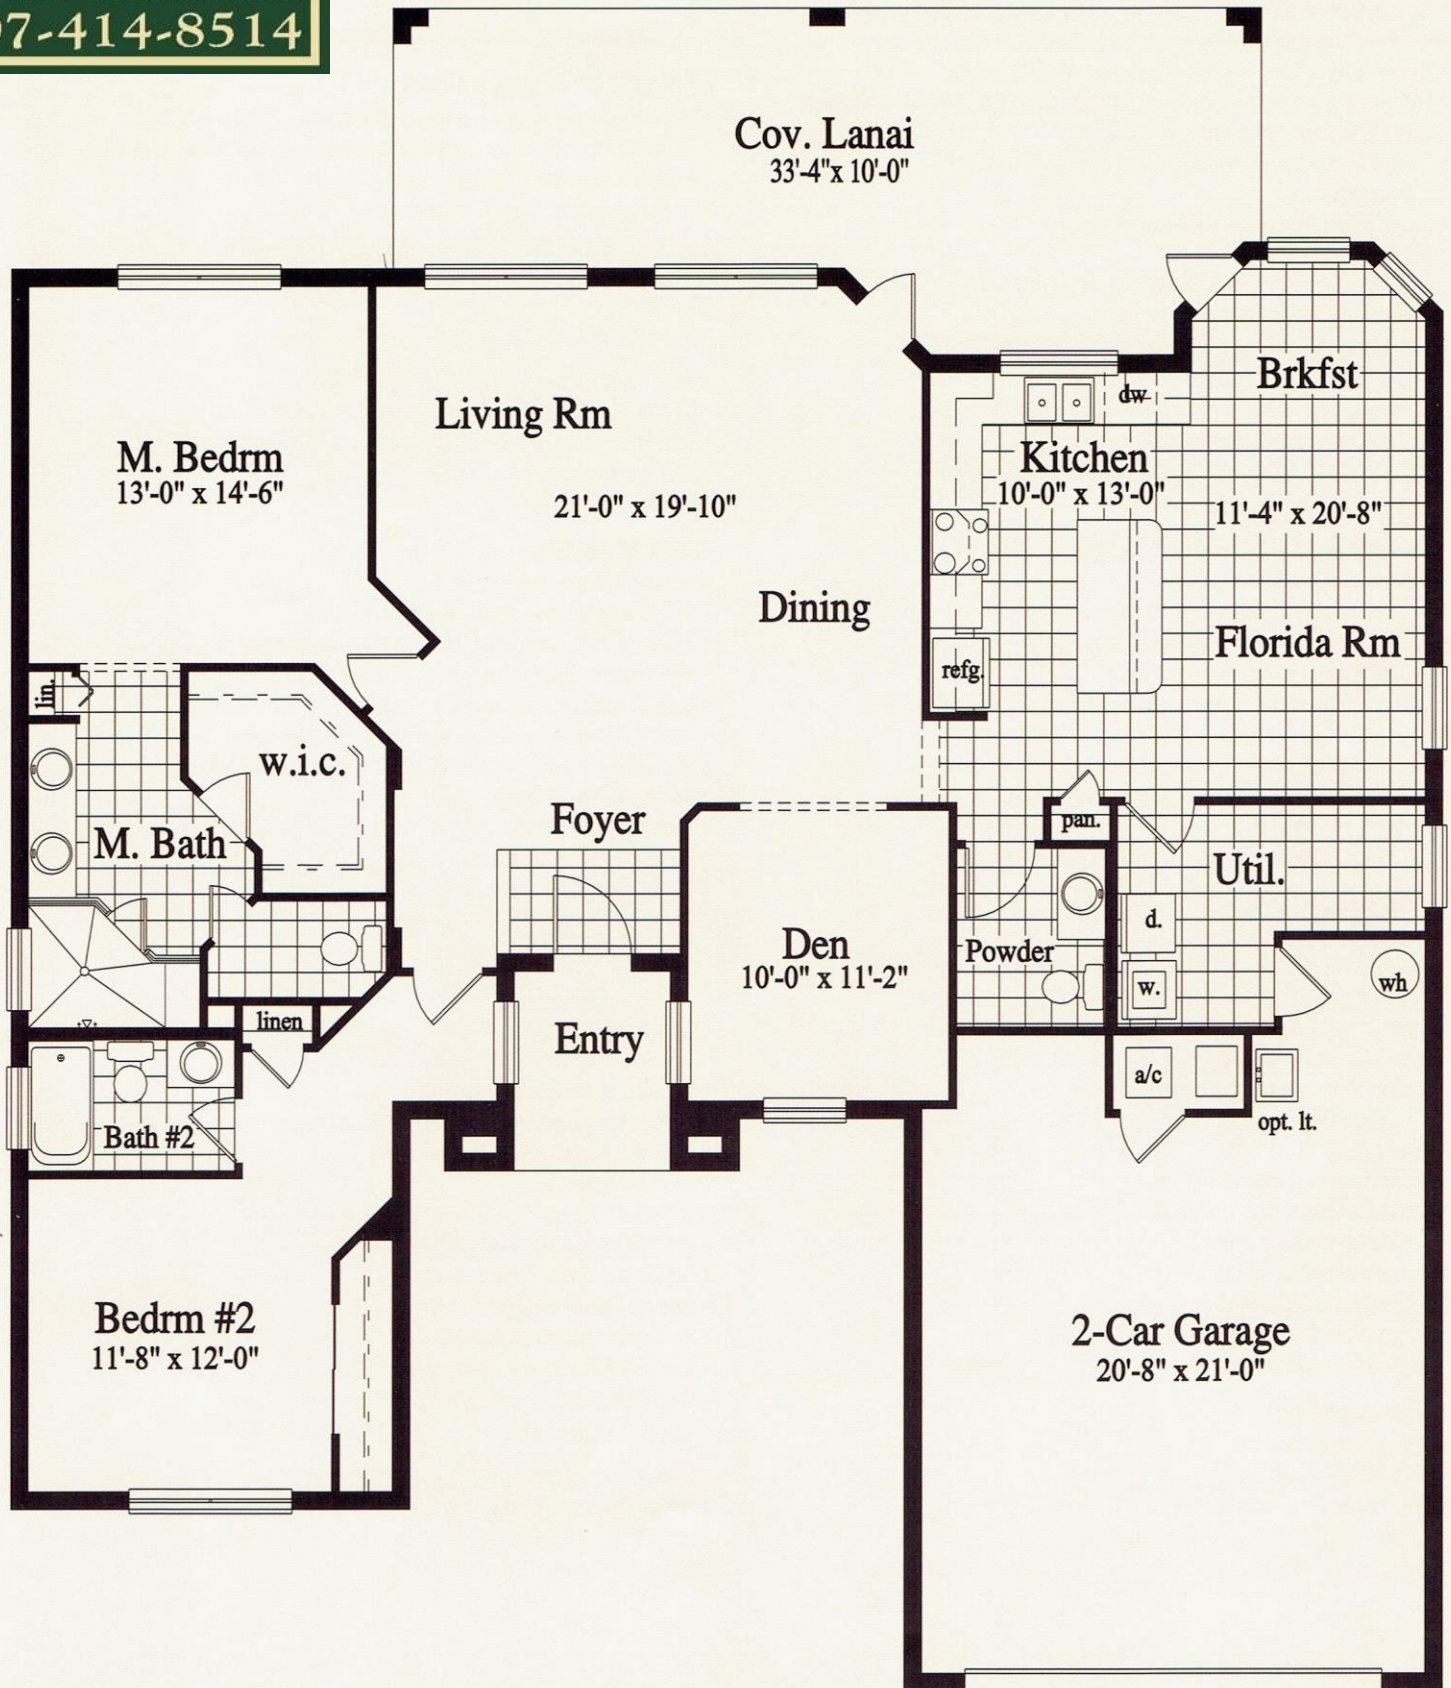 7-414-8514
Cov. Lanai
33'-4"x 10'-0"
Brkfst
dw
Living Rm
M. Bedrm
13'-0" x 14'-6"
Kitchen
10'-0" x 13'-0"
21'-0" x 19'-10"
11'-4" x 20'-8"
Dining
Florida Rm
refg.
lin.
w.i.c.
Foyer
pan.
M. Bath
Util.
d.
Den
10'-0" x 11'-2"
Powder
w.
wh
linen
Entry
a/c
opt. lt.
Bath #2
Bedrm #2
11'-8" x 12'-0"
2-Car Garage
20'-8" x 21'-0"